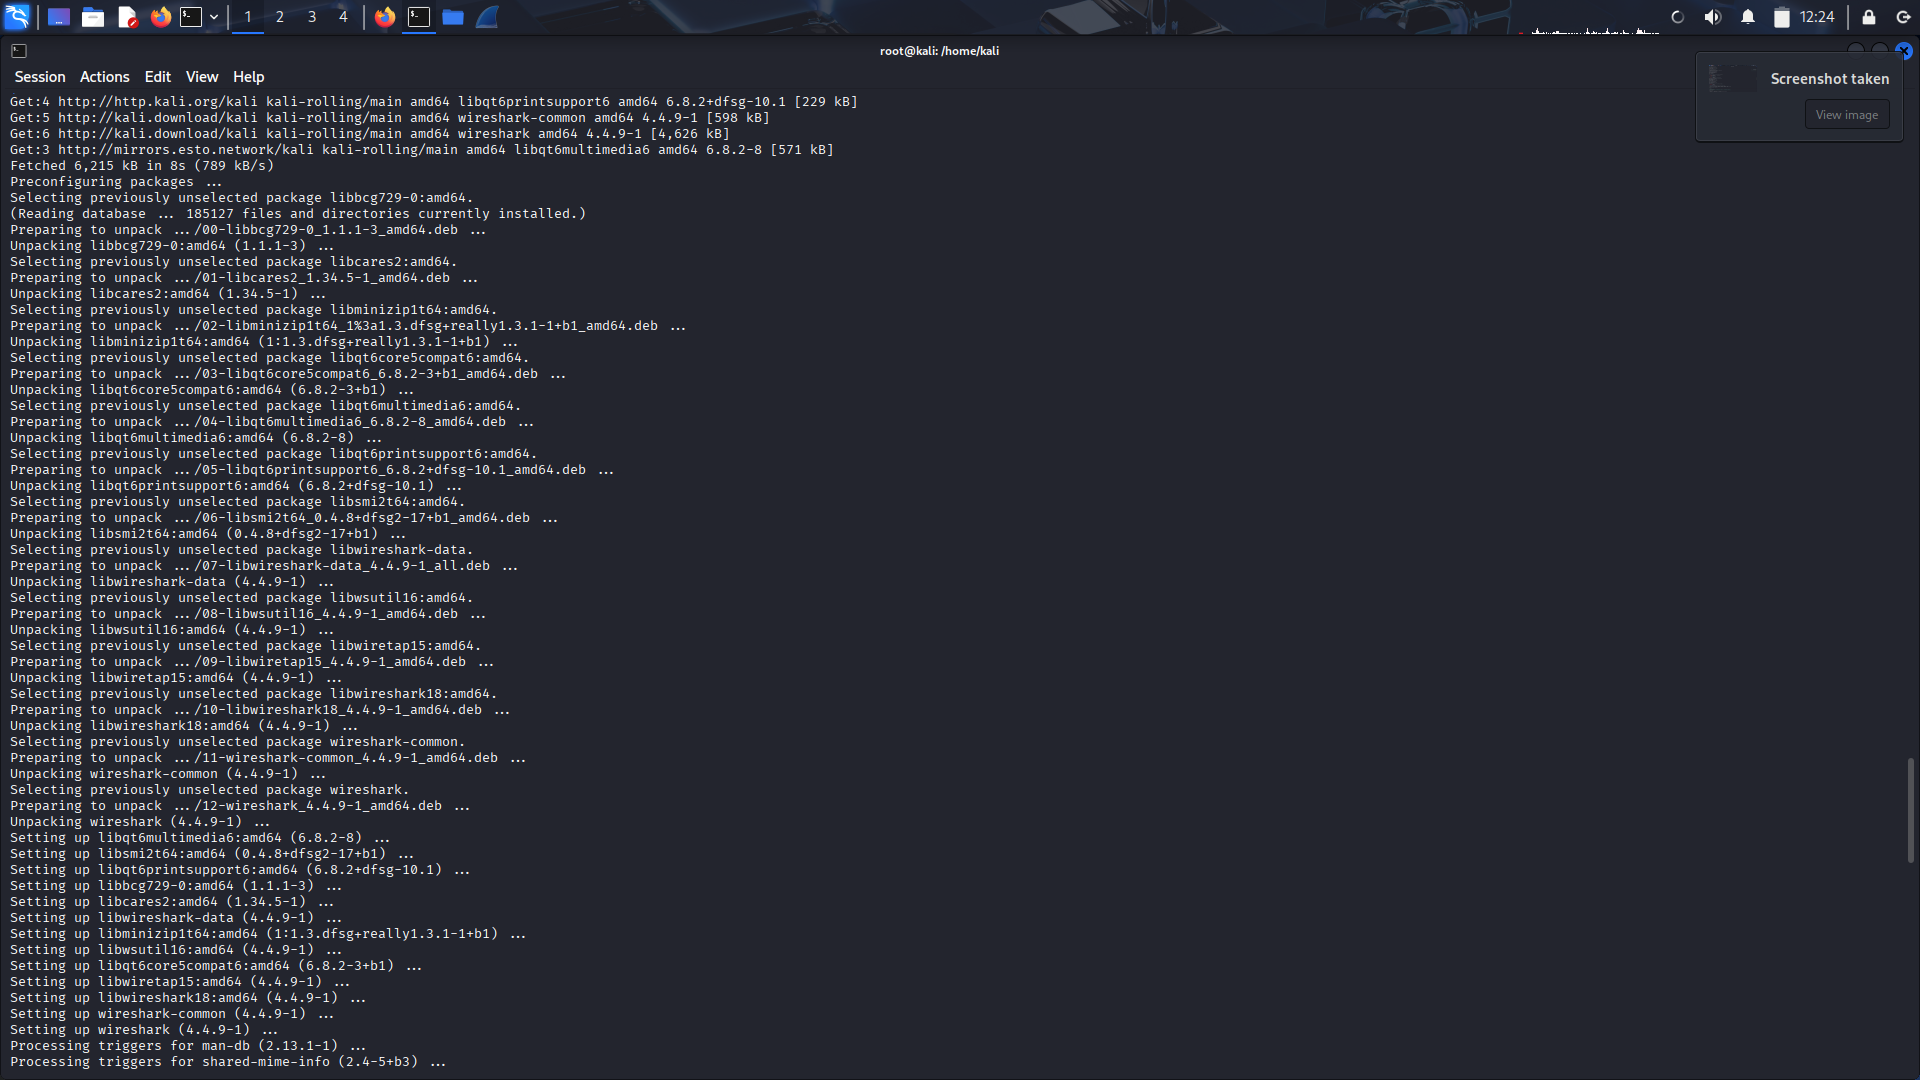 1 2 3 4 12:24
root@kali: /home/kali
Session Actions Edit View Help
Screenshot taken
View image
Get:4 http://http.kali.org/kali kali-rolling/main amd64 libqt6printsupport6 amd64 6.8.2+dfsg-10.1 [229 kB]
Get:5 http://kali.download/kali kali-rolling/main amd64 wireshark-common amd64 4.4.9-1 [598 kB]
Get:6 http://kali.download/kali kali-rolling/main amd64 wireshark amd64 4.4.9-1 [4,626 kB]
Get:3 http://mirrors.esto.network/kali kali-rolling/main amd64 libqt6multimedia6 amd64 6.8.2-8 [571 kB]
Fetched 6,215 kB in 8s (789 kB/s)
Preconfiguring packages ...
Selecting previously unselected package libbcg729-0:amd64.
(Reading database ... 185127 files and directories currently installed.)
Preparing to unpack .../00-libbcg729-0_1.1.1-3_amd64.deb ...
Unpacking libbcg729-0:amd64 (1.1.1-3) ...
Selecting previously unselected package libcares2:amd64.
Preparing to unpack .../01-libcares2_1.34.5-1_amd64.deb ...
Unpacking libcares2:amd64 (1.34.5-1) ...
Selecting previously unselected package libminizip1t64:amd64.
Preparing to unpack .../02-libminizip1t64_1%3a1.3.dfsg+really1.3.1-1+b1_amd64.deb ...
Unpacking libminizip1t64:amd64 (1:1.3.dfsg+really1.3.1-1+b1) ...
Selecting previously unselected package libqt6core5compat6:amd64.
Preparing to unpack .../03-libqt6core5compat6_6.8.2-3+b1_amd64.deb ...
Unpacking libqt6core5compat6:amd64 (6.8.2-3+b1) ...
Selecting previously unselected package libqt6multimedia6:amd64.
Preparing to unpack .../04-libqt6multimedia6_6.8.2-8_amd64.deb ...
Unpacking libqt6multimedia6:amd64 (6.8.2-8) ...
Selecting previously unselected package libqt6printsupport6:amd64.
Preparing to unpack .../05-libqt6printsupport6_6.8.2+dfsg-10.1_amd64.deb ...
Unpacking libqt6printsupport6:amd64 (6.8.2+dfsg-10.1) ...
Selecting previously unselected package libsmi2t64:amd64.
Preparing to unpack .../06-libsmi2t64_0.4.8+dfsg2-17+b1_amd64.deb ...
Unpacking libsmi2t64:amd64 (0.4.8+dfsg2-17+b1) ...
Selecting previously unselected package libwireshark-data.
Preparing to unpack .../07-libwireshark-data_4.4.9-1_all.deb ...
Unpacking libwireshark-data (4.4.9-1) ...
Selecting previously unselected package libwsutil16:amd64.
Preparing to unpack .../08-libwsutil16_4.4.9-1_amd64.deb ...
Unpacking libwsutil16:amd64 (4.4.9-1) ...
Selecting previously unselected package libwiretap15:amd64.
Preparing to unpack .../09-libwiretap15_4.4.9-1_amd64.deb ...
Unpacking libwiretap15:amd64 (4.4.9-1) ...
Selecting previously unselected package libwireshark18:amd64.
Preparing to unpack .../10-libwireshark18_4.4.9-1_amd64.deb ...
Unpacking libwireshark18:amd64 (4.4.9-1) ...
Selecting previously unselected package wireshark-common.
Preparing to unpack .../11-wireshark-common_4.4.9-1_amd64.deb ...
Unpacking wireshark-common (4.4.9-1) ...
Selecting previously unselected package wireshark.
Preparing to unpack .../12-wireshark_4.4.9-1_amd64.deb ...
Unpacking wireshark (4.4.9-1) ...
Setting up libqt6multimedia6:amd64 (6.8.2-8) ...
Setting up libsmi2t64:amd64 (0.4.8+dfsg2-17+b1) ...
Setting up libqt6printsupport6:amd64 (6.8.2+dfsg-10.1) ...
Setting up libbcg729-0:amd64 (1.1.1-3) ...
Setting up libcares2:amd64 (1.34.5-1) ...
Setting up libwireshark-data (4.4.9-1) ...
Setting up libminizip1t64:amd64 (1:1.3.dfsg+really1.3.1-1+b1) ...
Setting up libwsutil16:amd64 (4.4.9-1) ...
Setting up libqt6core5compat6:amd64 (6.8.2-3+b1) ...
Setting up libwiretap15:amd64 (4.4.9-1) ...
Setting up libwireshark18:amd64 (4.4.9-1) ...
Setting up wireshark-common (4.4.9-1) ...
Setting up wireshark (4.4.9-1) ...
Processing triggers for man-db (2.13.1-1) ...
Processing triggers for shared-mime-info (2.4-5+b3) ...